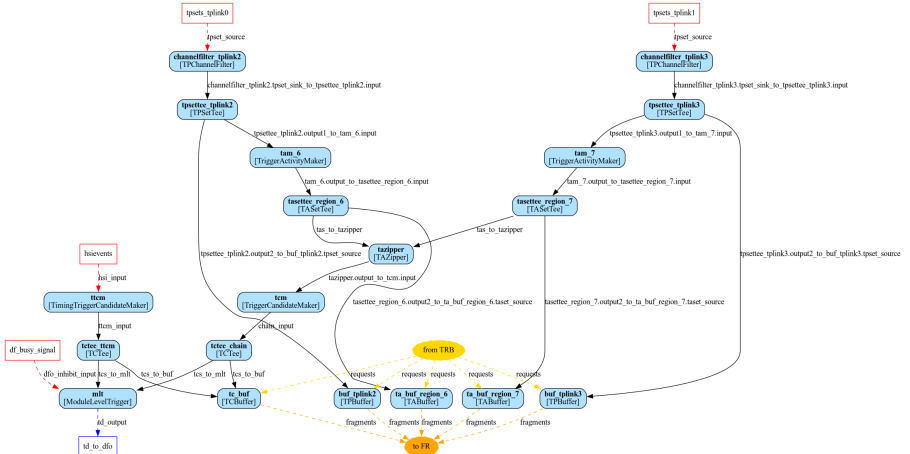 tpsets_tplink0
tpsets_tplink1
tpset_source
tpset_source
channelfilter_tplink2
[TPChannelFilter]
channelfilter_tplink3
[TPChannelFilter]
channelfilter_tplink2.tpset_sink_to_tpsettee_tplink2.input
channelfilter_tplink3.tpset_sink_to_tpsettee_tplink3.input
tpsettee_tplink2
[TPSetTee]
tpsettee_tplink3
[TPSetTee]
tpsettee_tplink2.output1_to_tam_6.input
tpsettee_tplink3.output1_to_tam_7.input
tam_6
[TriggerActivityMaker]
tam_7
[TriggerActivityMaker]
tam_6.output_to_tasettee_region_6.input
tam_7.output_to_tasettee_region_7.input
tasettee_region_6
[TASetTee]
tasettee_region_7
[TASetTee]
tas_to_tazipper
tas_to_tazipper
hsievents
tazipper
[TAZipper]
tpsettee_tplink2.output2_to_buf_tplink2.tpset_source
tpsettee_tplink3.output2_to_buf_tplink3.tpset_source
hsi_input
tazipper.output_to_tcm.input
ttcm
[TimingTriggerCandidateMaker]
tcm
[TriggerCandidateMaker]
tasettee_region_6.output2_to_ta_buf_region_6.taset_source
tasettee_region_7.output2_to_ta_buf_region_7.taset_source
ttcm_input
chain_input
df_busy_signal
tctee_ttcm
[TCTee]
tctee_chain
[TCTee]
from TRB
dfo_inhibit_input
tcs_to_mlt
tcs_to_buf
tcs_to_mlt
tcs_to_buf
requests
requests
requests
requests
requests
mlt
[ModuleLevelTrigger]
tc_buf
[TCBuffer]
buf_tplink2
[TPBuffer]
ta_buf_region_6
[TABuffer]
ta_buf_region_7
[TABuffer]
buf_tplink3
[TPBuffer]
td_output
fragments
fragments
fragments
fragments
fragments
td_to_dfo
to FR